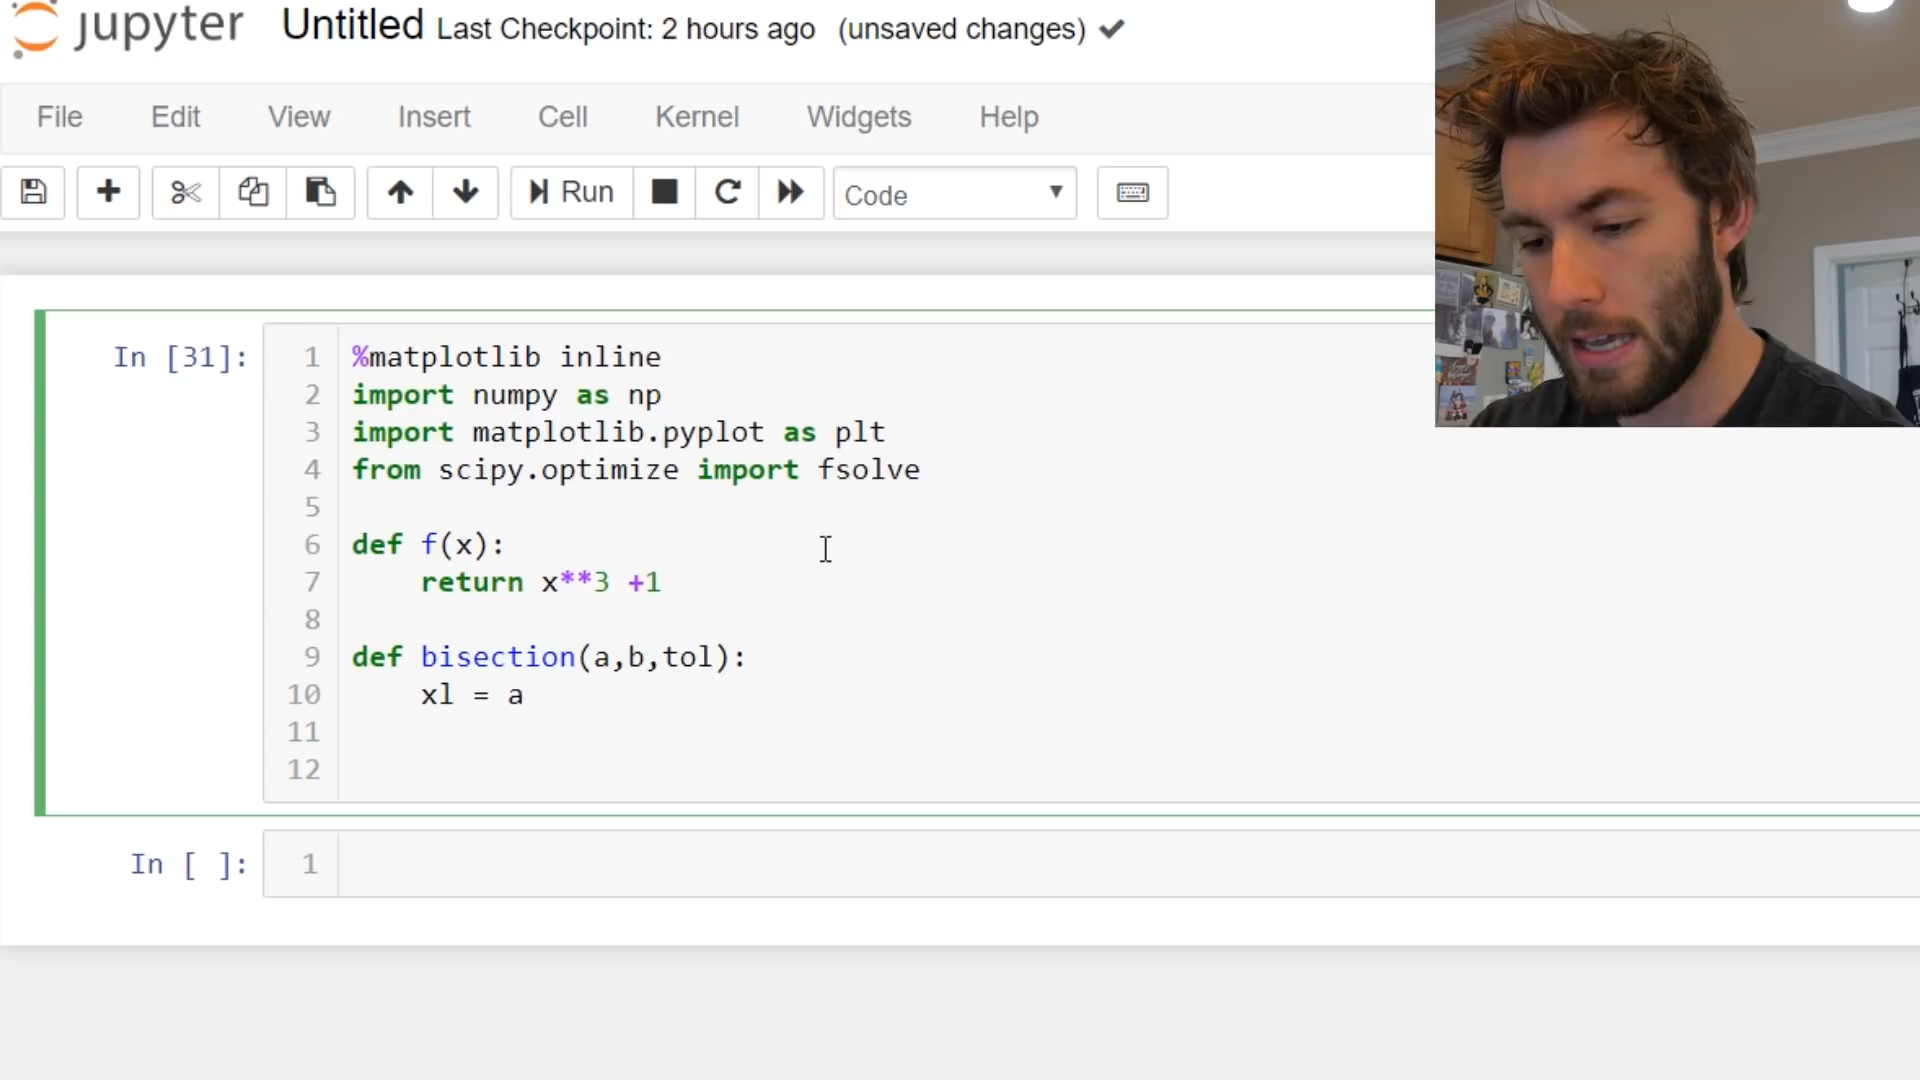 jupyter Untitled Last Checkpoint: 2 hours ago (unsaved changes)
File Edit View Insert Cell Kernel Widgets Help
Run Code
In [31]:
1 %matplotlib inline
2 import numpy as np
3 import matplotlib.pyplot as plt
4 from scipy.optimize import fsolve
5
6 def f(x):
7 return x**3 +1
8
9 def bisection(a,b,tol):
10 xl = a
11
12
In [ ]: 1